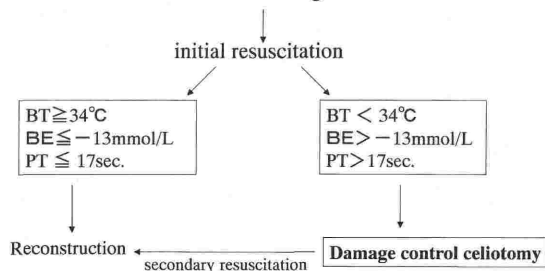 initial resuscitation
BT≧34℃
BE≦−13mmol/L
PT ≦ 17sec.
BT < 34℃
BE>−13mmol/L
PT>17sec.
Reconstruction
secondary resuscitation
Damage control celiotomy